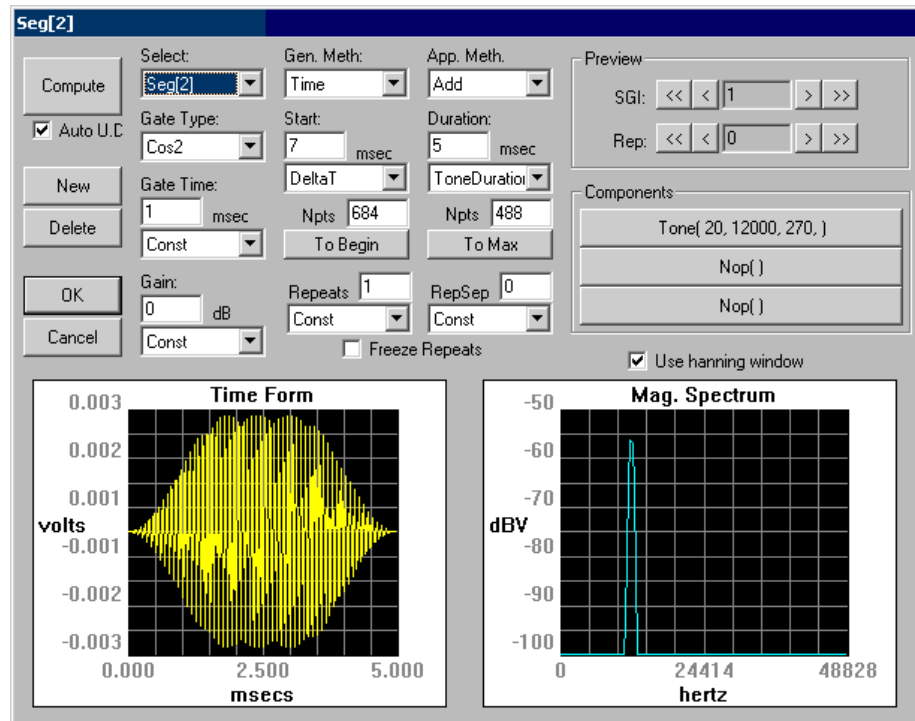 Seg[2]
Compute
Auto U.D
New
Delete
OK
Cancel
Select:
Seg[2]
Gate Type:
Cos2
Gate Time:
1 msec
Const
Gain:
0 dB
Const
Gen. Meth:
Time
Start:
7 msec
DeltaT
Npts 684
To Begin
Repeats 1
Const
App. Meth.
Add
Duration:
5 msec
ToneDuration
Npts 488
To Max
RepSep 0
Const
Freeze Repeats
Preview
SGI: << < 1 > >>
Rep: << < 0 > >>
Components
Tone( 20, 12000, 270, )
Nop( )
Nop( )
Use hanning window
Time Form
0.003
0.002
0.001
volts
-0.001
-0.002
-0.003
0.000 2.500 5.000
msecs
Mag. Spectrum
-50
-60
-70
dBV
-80
-90
-100
0 24414 48828
hertz